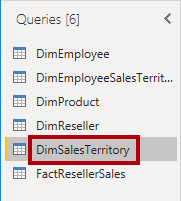 Queries [6]
DimEmployee
DimEmployeeSalesTerrit...
DimProduct
DimReseller
DimSalesTerritory
FactResellerSales